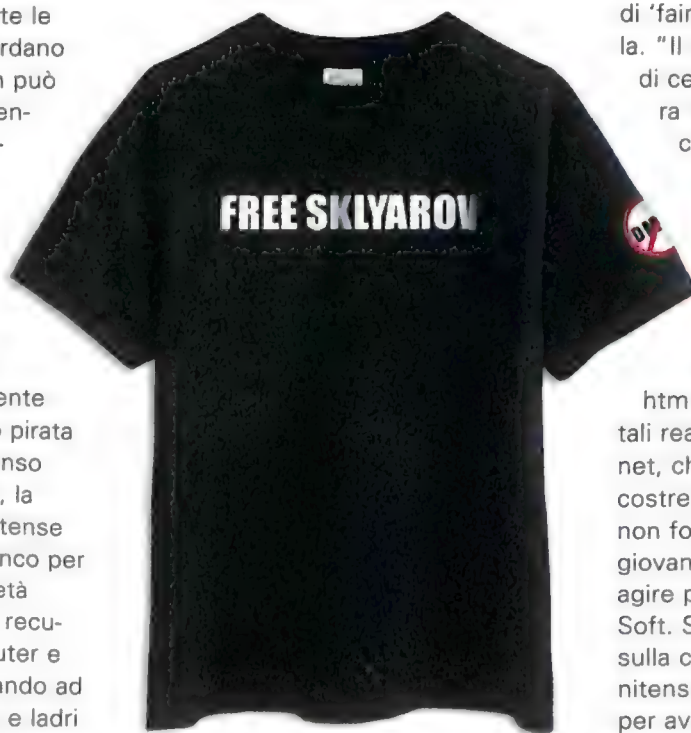 te le
rdano
n può
en-
-
di ‘fair
la. "Il
di ce
ra
c
FREE SKLYAROV
ente
pirata
nso
, la
tense
nco per
età
recu-
uter e
ando ad
e ladri
htm
tali rea
net, ch
costre
non fo
giovan
agire p
Soft. S
sulla c
nitens
per av